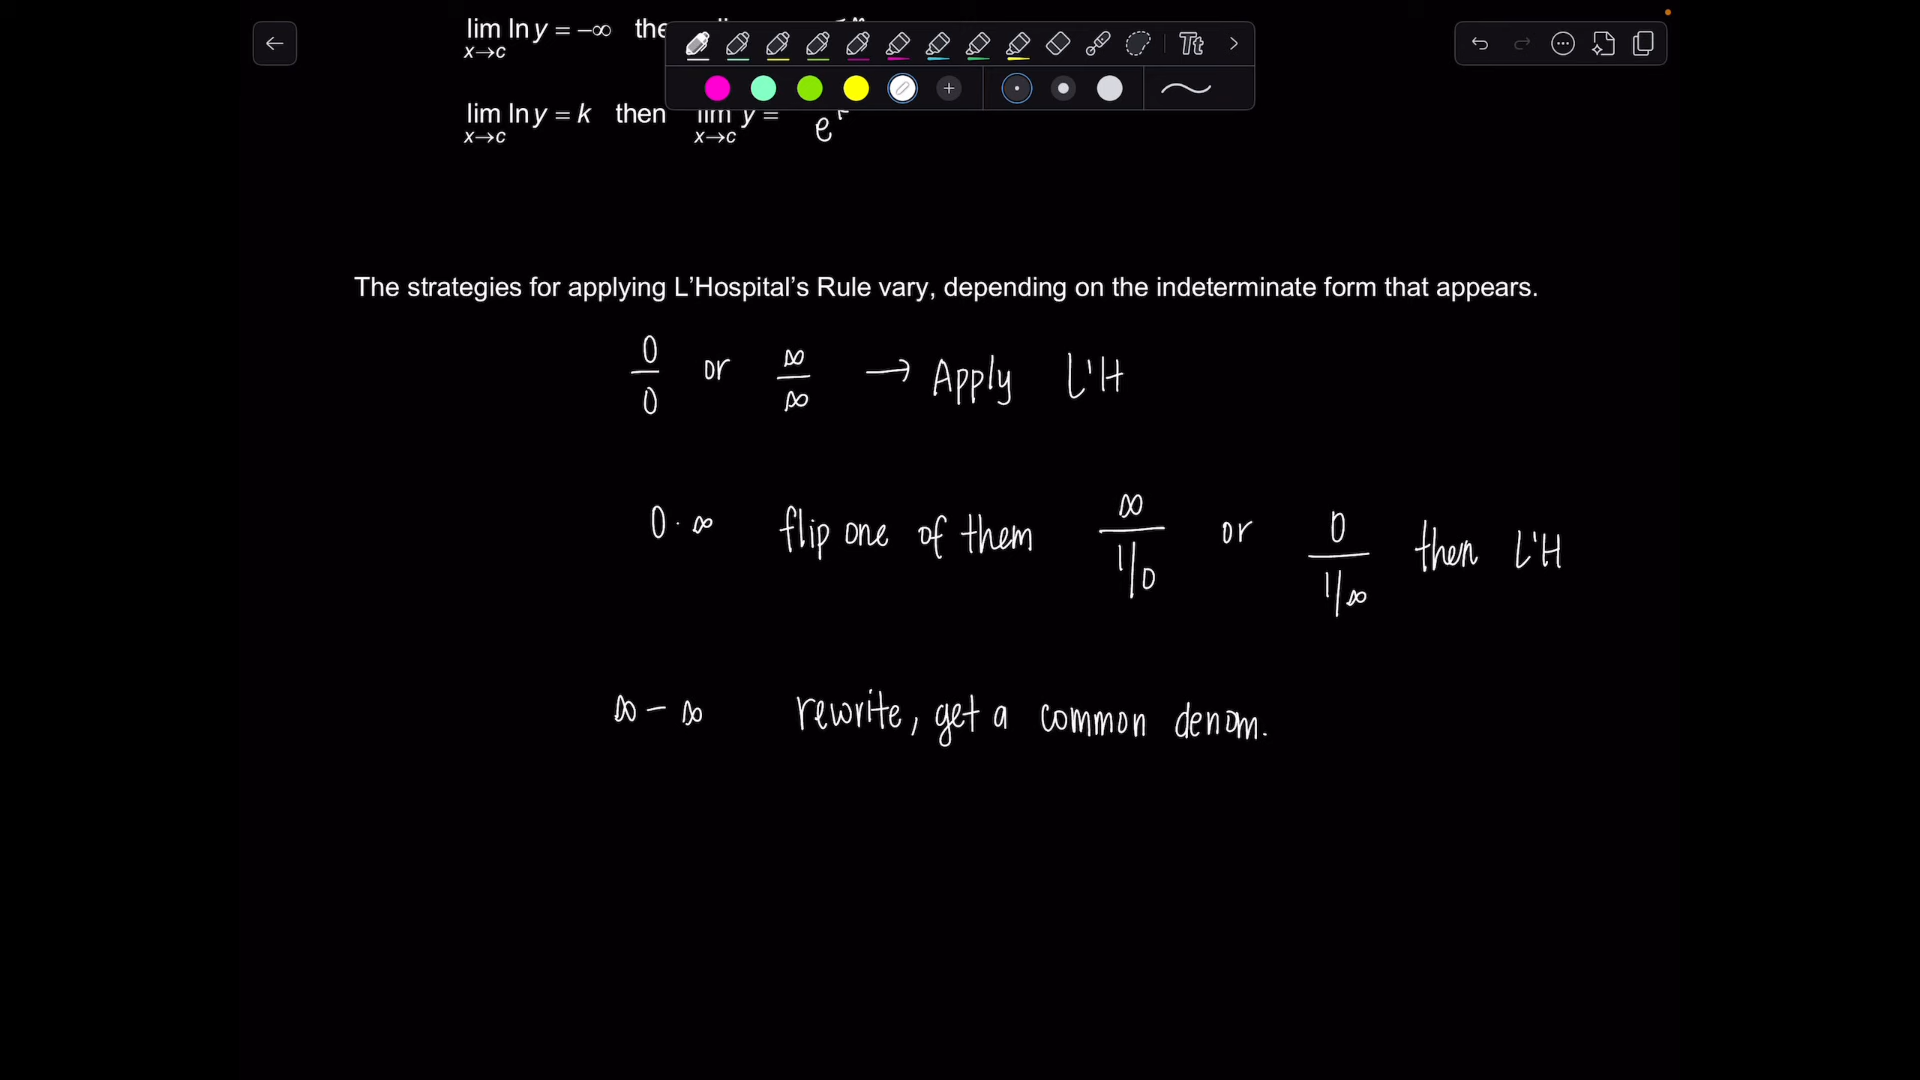 lim ln y = −∞ the
x→c
Tt
lim ln y = k then lim y = e
x→c x→c
The strategies for applying L’Hospital’s Rule vary, depending on the indeterminate form that appears.
0/0 or ∞/∞ → Apply L'H
0 · ∞ flip one of them ∞/(1/0) or 0/(1/∞) then L'H
∞ − ∞ rewrite, get a common denom.